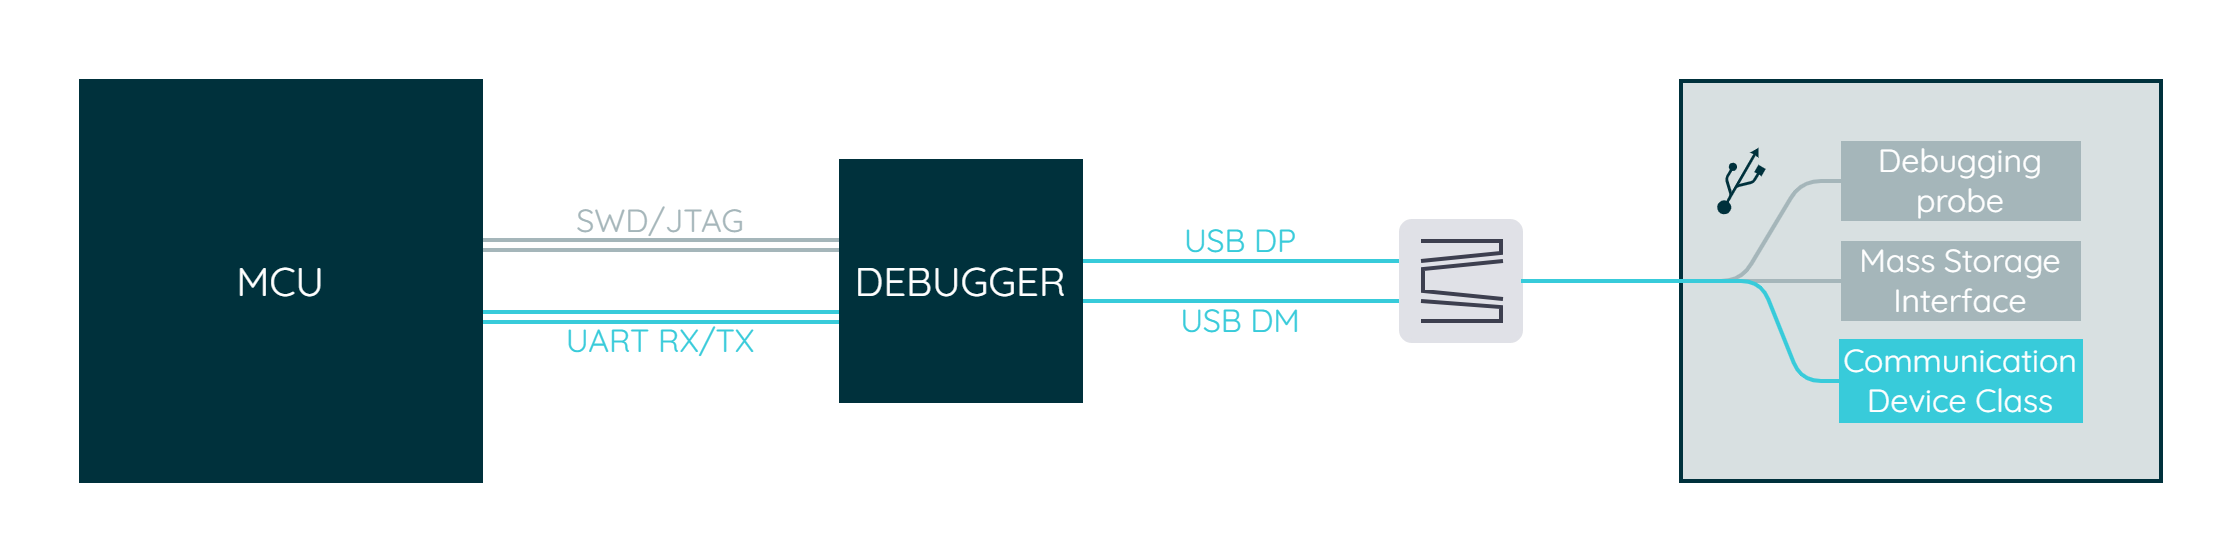 MCU
SWD/JTAG
UART RX/TX
DEBUGGER
USB DP
USB DM
Debugging
probe
Mass Storage
Interface
Communication
Device Class